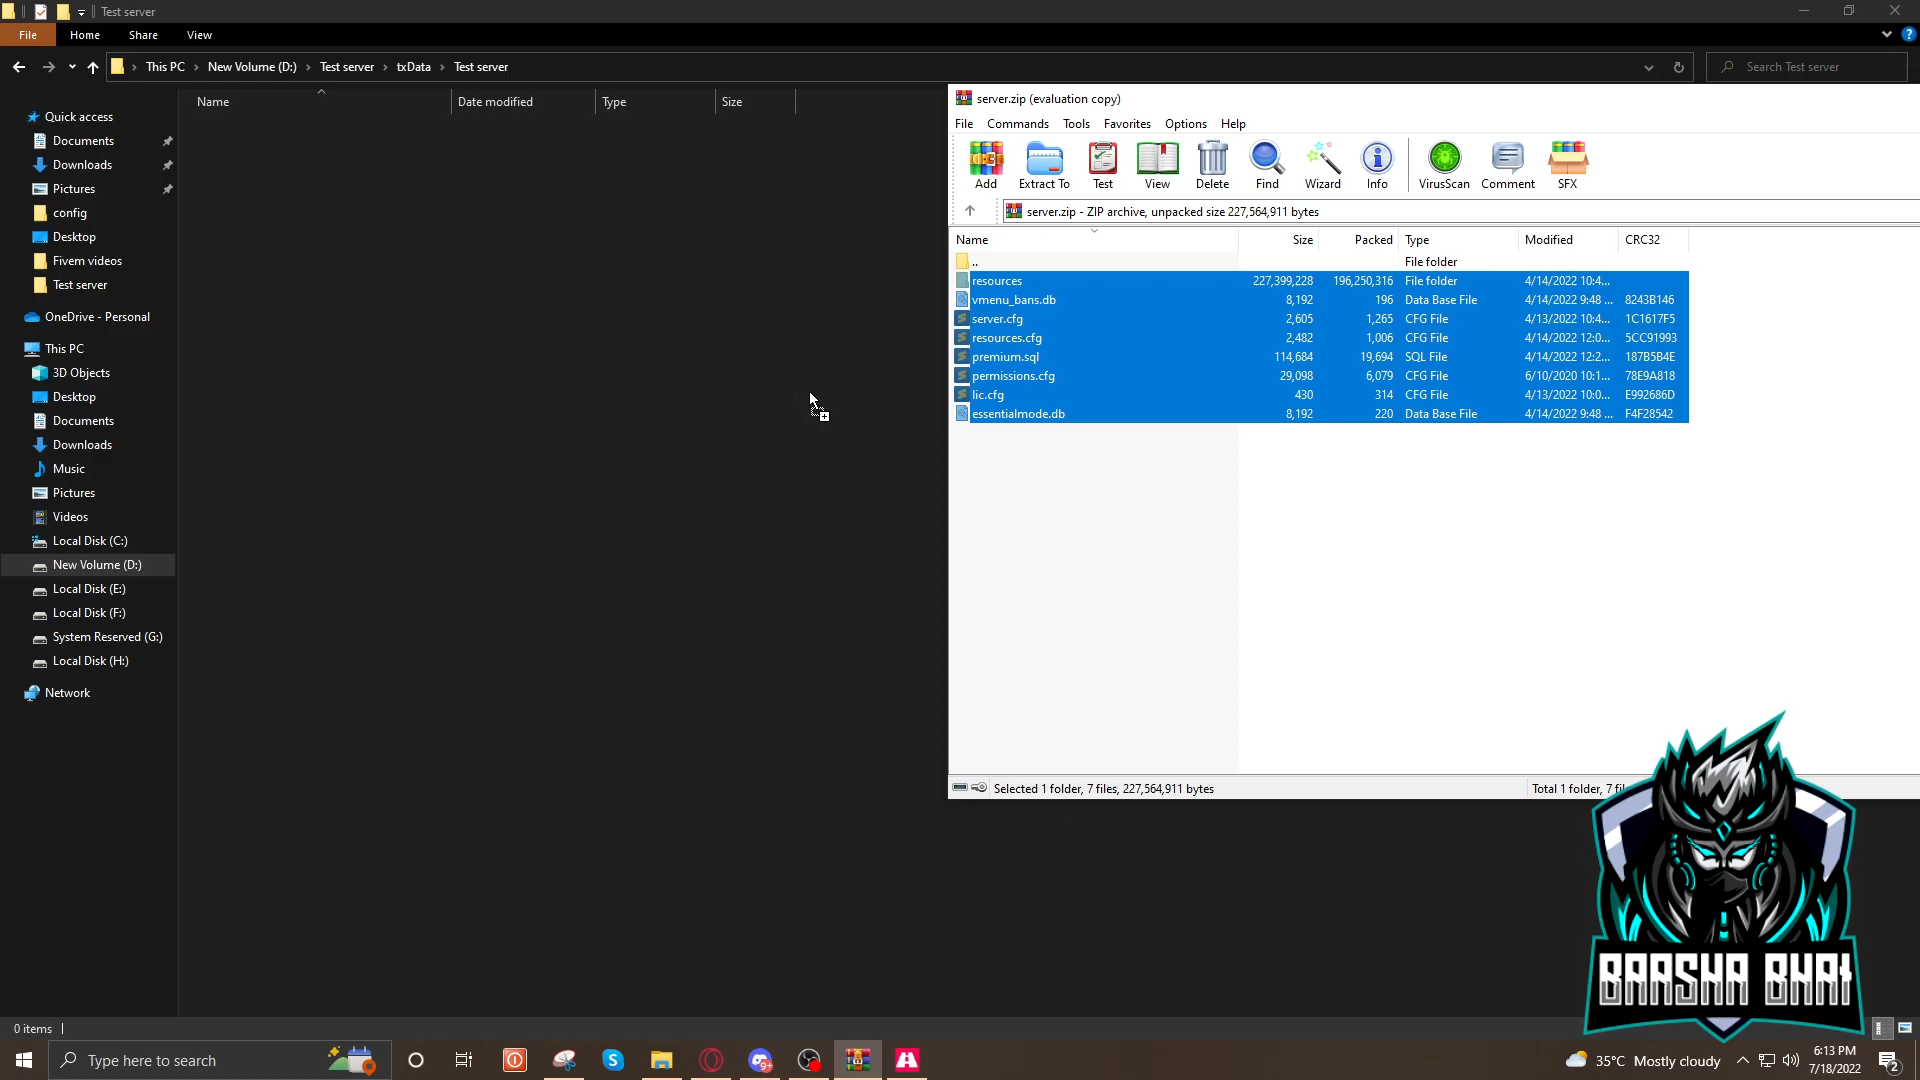 Test server
File Home Share View
This PC New Volume (D:) Test server txData Test server
Search Test server
Name Date modified Type Size
Quick access
Documents
Downloads
Pictures
config
Desktop
Fivem videos
Test server
OneDrive - Personal
This PC
3D Objects
Desktop
Documents
Downloads
Music
Pictures
Videos
Local Disk (C:)
New Volume (D:)
Local Disk (E:)
Local Disk (F:)
System Reserved (G:)
Local Disk (H:)
Network
0 items
server.zip (evaluation copy)
File Commands Tools Favorites Options Help
Add Extract To Test View Delete Find Wizard Info VirusScan Comment SFX
server.zip - ZIP archive, unpacked size 227,564,911 bytes
Name Size Packed Type Modified CRC32
.. File folder
resources 227,399,228 196,250,316 File folder 4/14/2022 10:4...
vmenu_bans.db 8,192 196 Data Base File 4/14/2022 9:48 ... 8243B146
server.cfg 2,605 1,265 CFG File 4/13/2022 10:4... 1C1617F5
resources.cfg 2,482 1,006 CFG File 4/14/2022 12:0... 5CC91993
premium.sql 114,684 19,694 SQL File 4/14/2022 12:2... 187B5B4E
permissions.cfg 29,098 6,079 CFG File 6/10/2020 10:1... 78E9A818
lic.cfg 430 314 CFG File 4/13/2022 10:0... E992686D
essentialmode.db 8,192 220 Data Base File 4/14/2022 9:48 ... F4F28542
Selected 1 folder, 7 files, 227,564,911 bytes
Total 1 folder, 7
BAASHA BHAI
Type here to search
9+
35°C Mostly cloudy
6:13 PM
7/18/2022
2